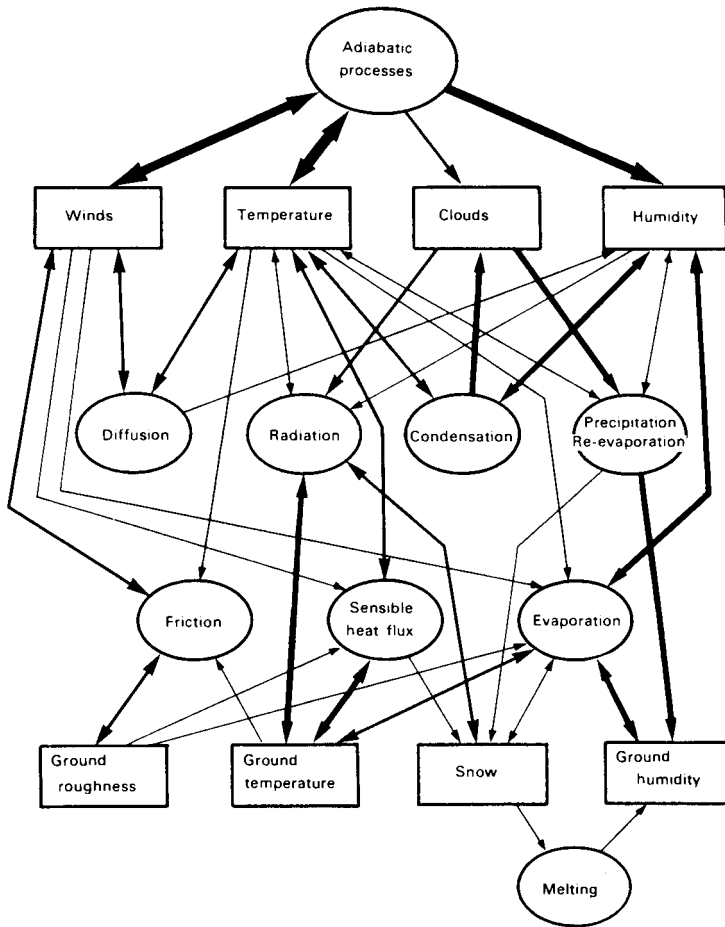 Adiabatic
processes
Winds
Temperature
Clouds
Humidity
Diffusion
Radiation
Condensation
Precipitation
Re-evaporation
Friction
Sensible
heat flux
Evaporation
Ground
roughness
Ground
temperature
Snow
Ground
humidity
Melting